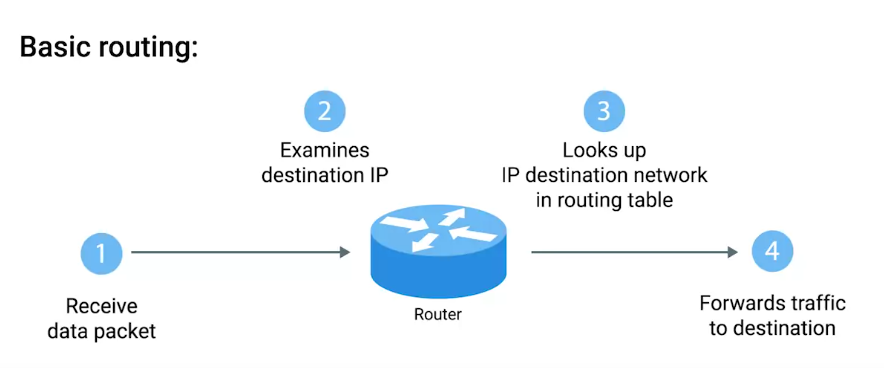 Basic routing:
1
Receive
data packet
2
Examines
destination IP
Router
3
Looks up
IP destination network
in routing table
4
Forwards traffic
to destination